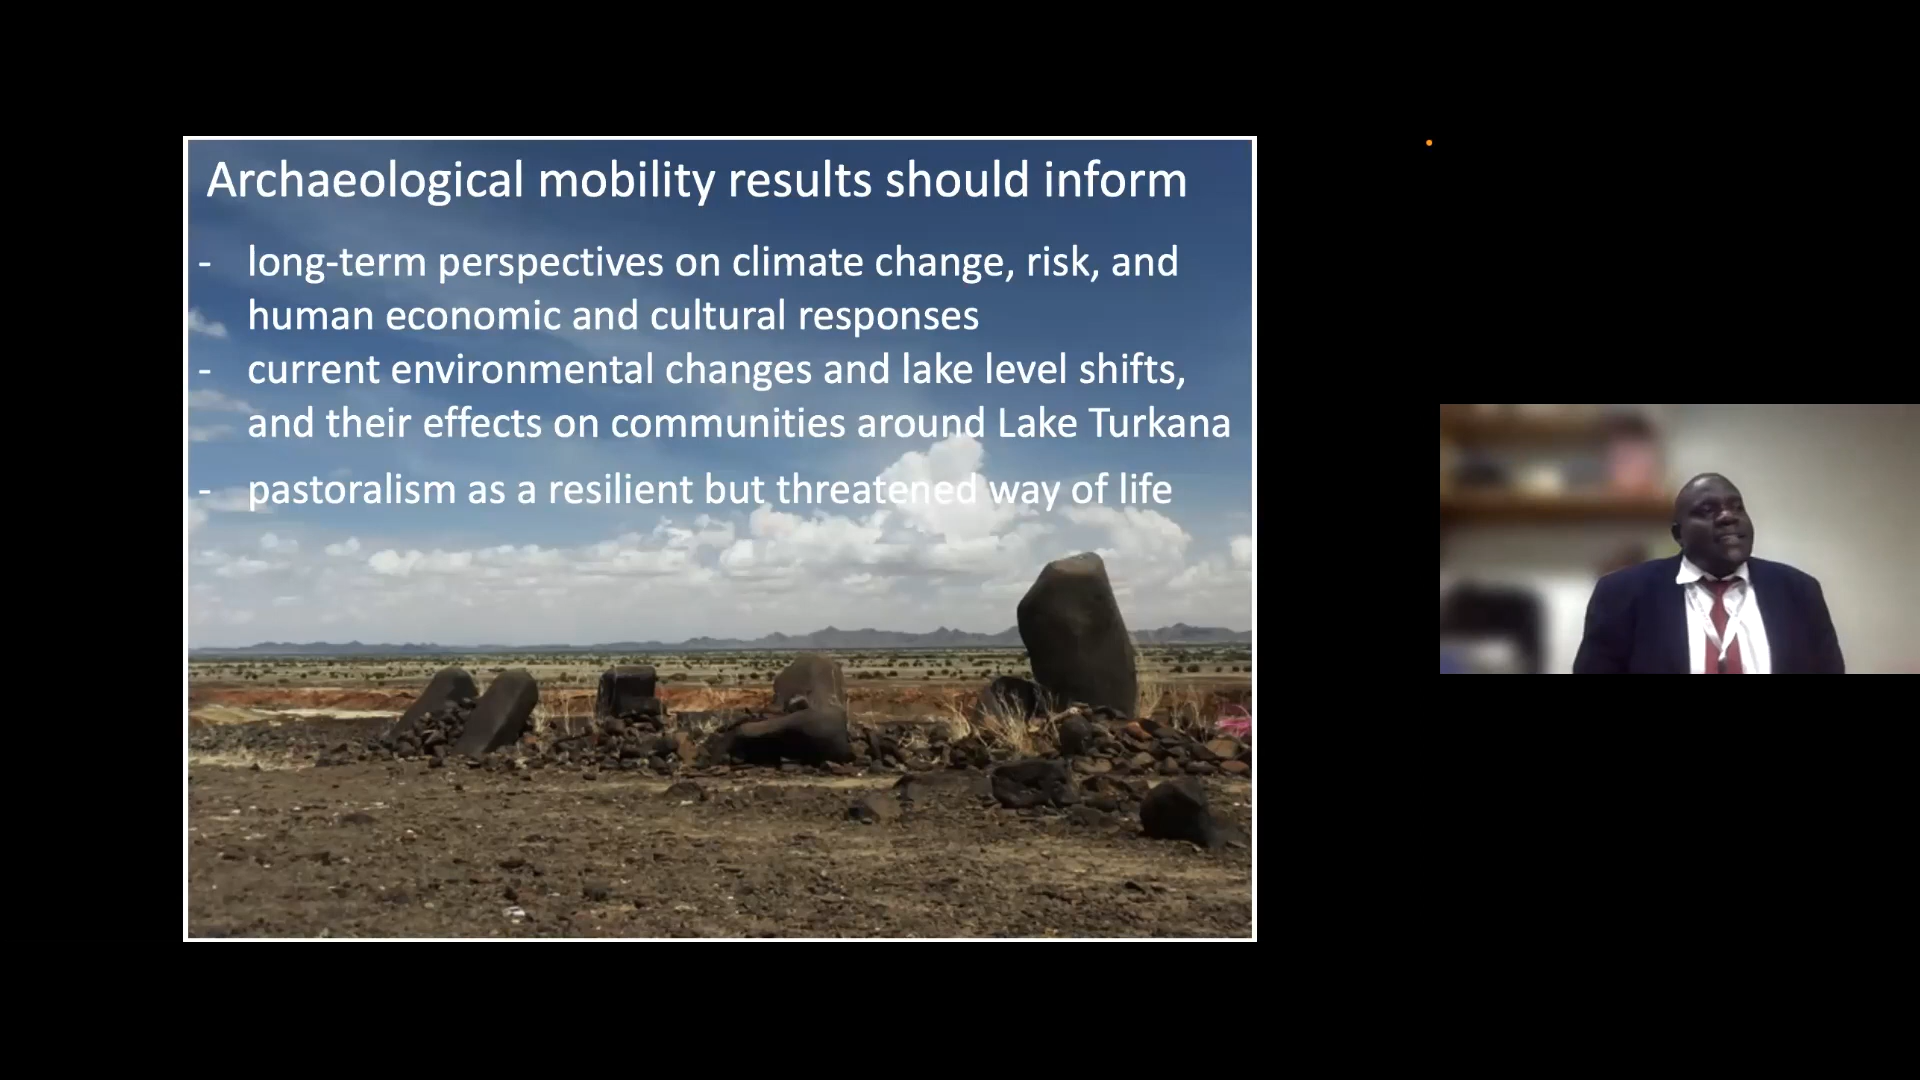 Archaeological mobility results should inform
- long-term perspectives on climate change, risk, and
human economic and cultural responses
- current environmental changes and lake level shifts,
and their effects on communities around Lake Turkana
- pastoralism as a resilient but threatened way of life